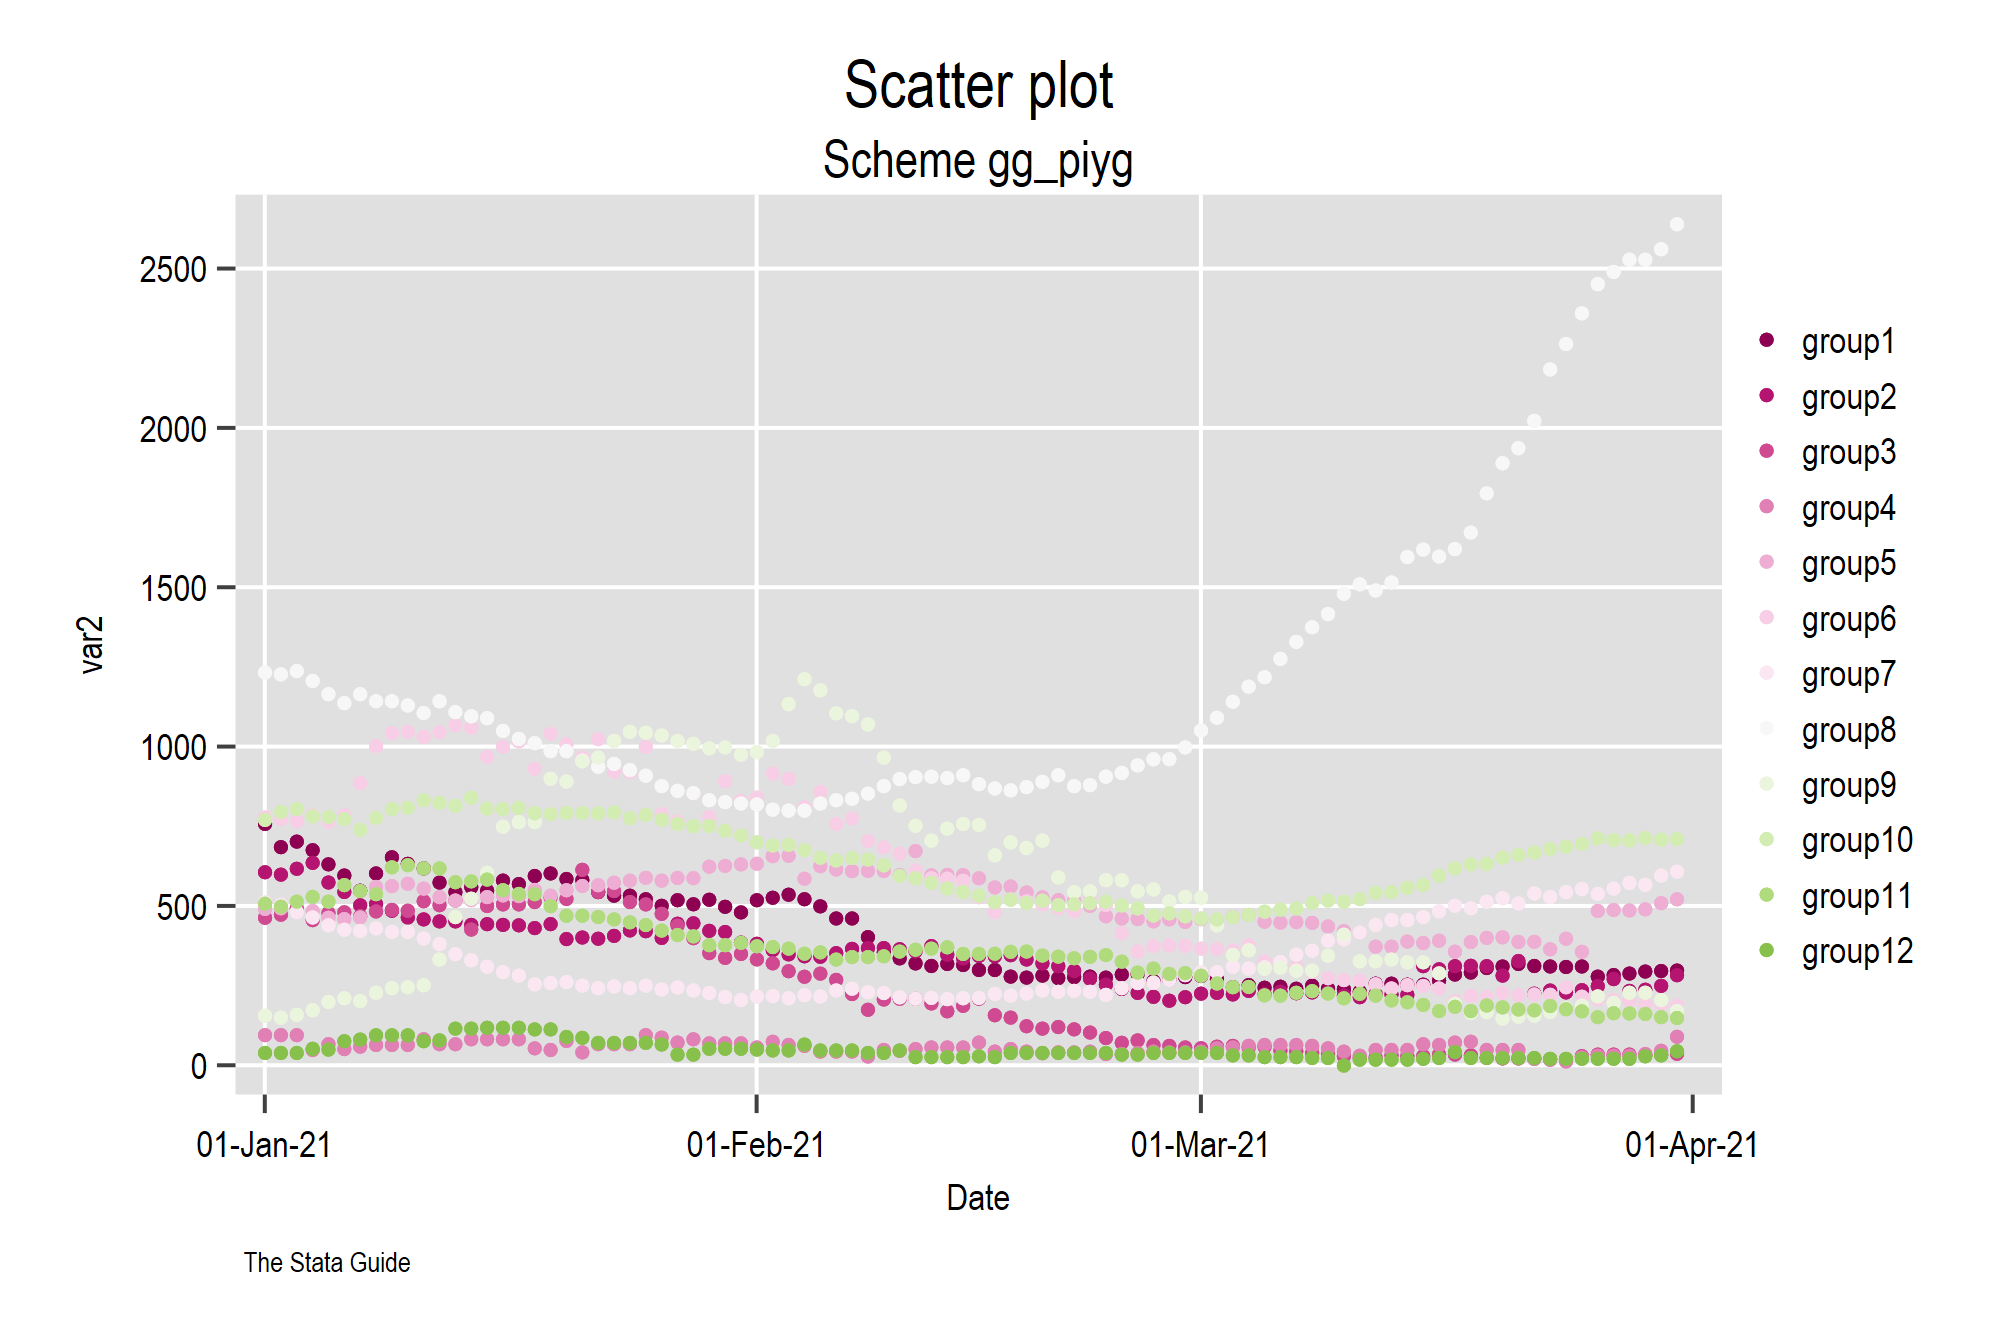 Scatter plot
Scheme gg_piyg
2500
2000
1500
1000
500
0
var2
01-Jan-21
01-Feb-21
01-Mar-21
01-Apr-21
Date
group1
group2
group3
group4
group5
group6
group7
group8
group9
group10
group11
group12
The Stata Guide